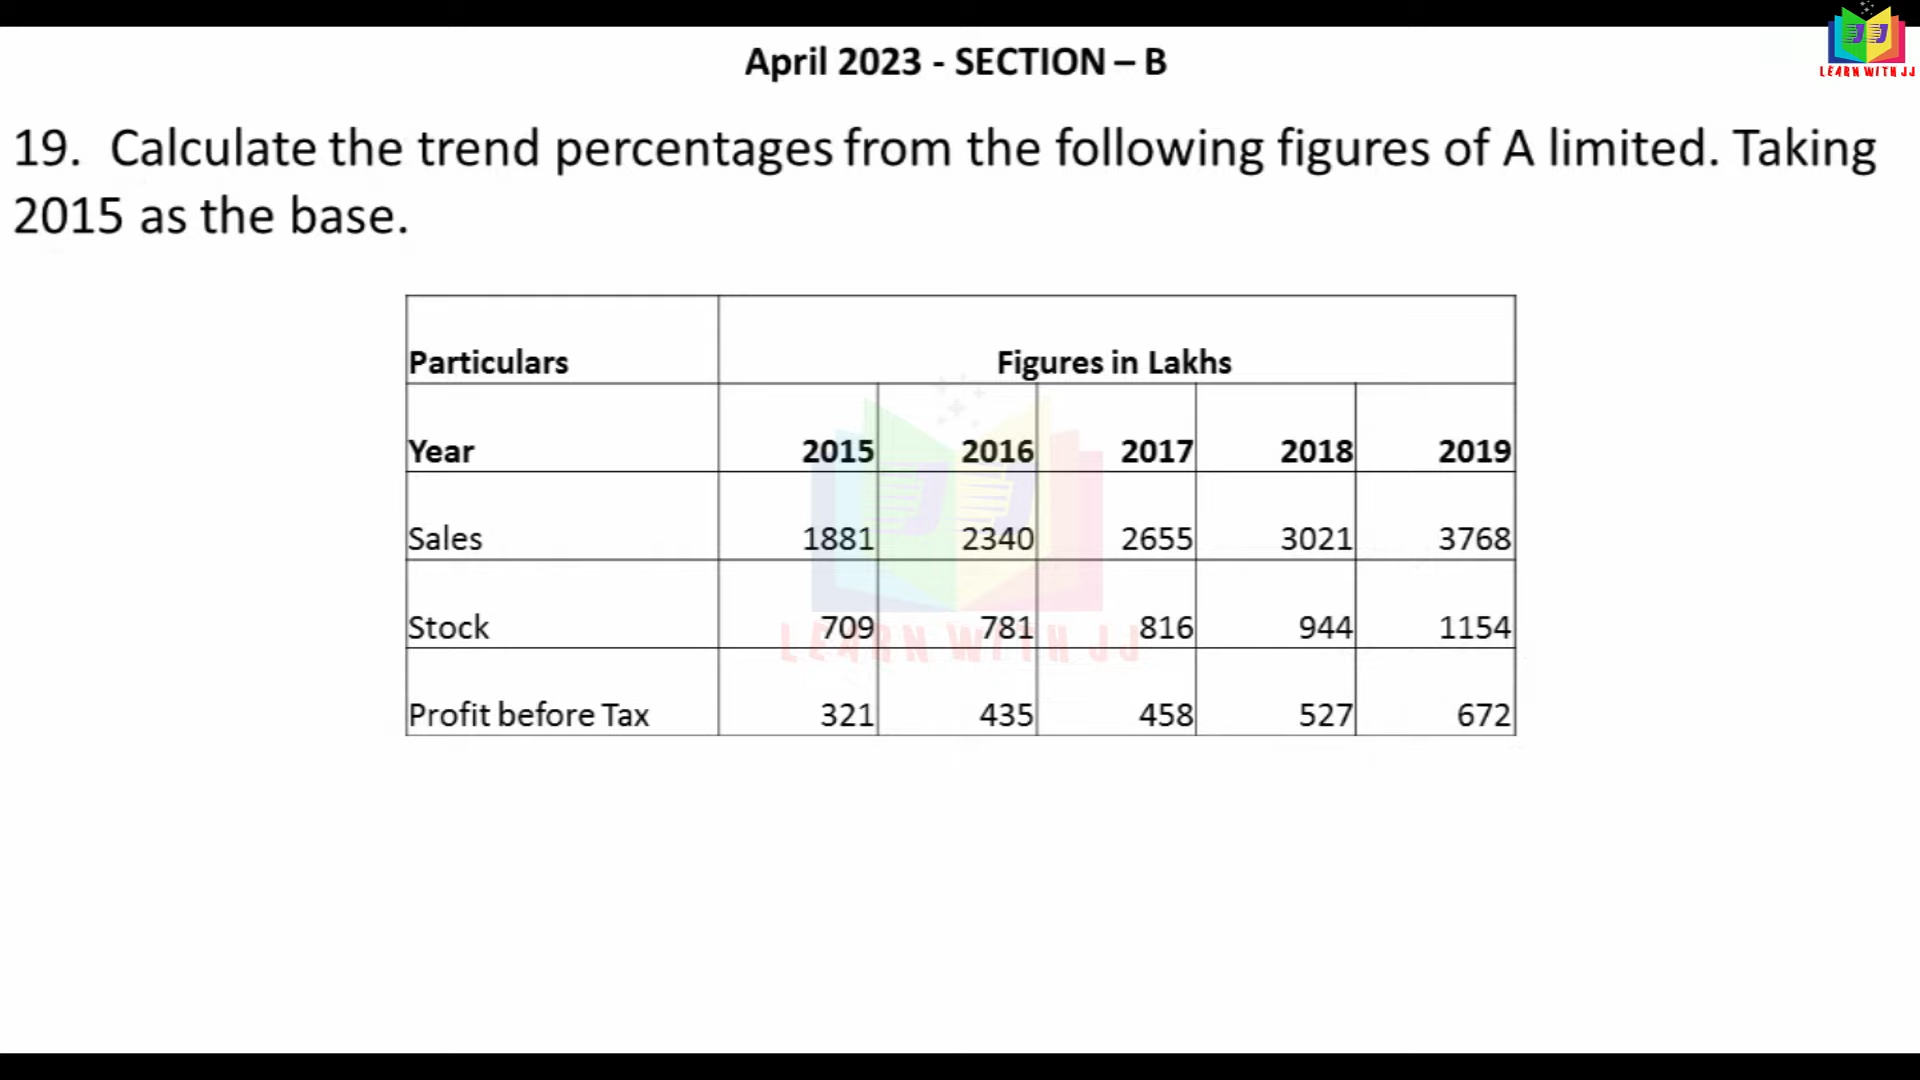 April 2023 - SECTION – B
LEARN WITH JJ
19. Calculate the trend percentages from the following figures of A limited. Taking
2015 as the base.
Particulars Figures in Lakhs
Year 2015 2016 2017 2018 2019
Sales 1881 2340 2655 3021 3768
Stock 709 781 816 944 1154
LEARN WITH JJ
Profit before Tax 321 435 458 527 672